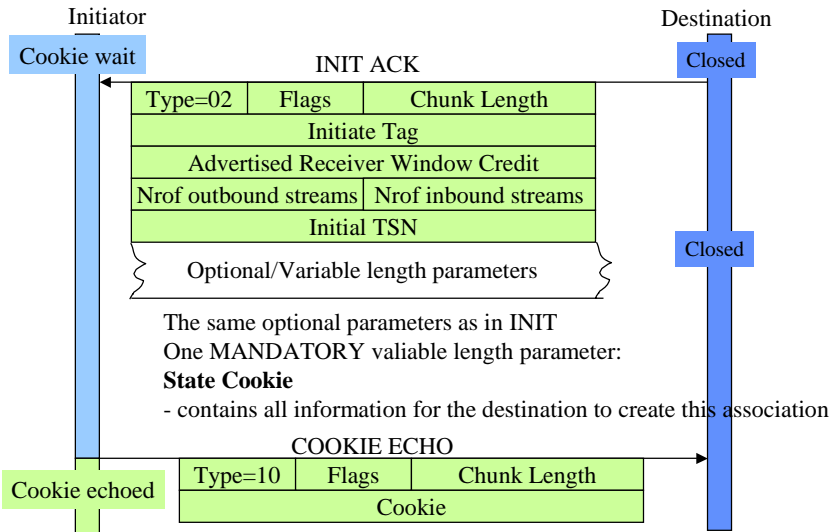 Initiator
Destination
Cookie wait
INIT ACK
Closed
Type=02 Flags Chunk Length
Initiate Tag
Advertised Receiver Window Credit
Nrof outbound streams Nrof inbound streams
Initial TSN
Closed
Optional/Variable length parameters
The same optional parameters as in INIT
One MANDATORY valiable length parameter:
State Cookie
- contains all information for the destination to create this association
COOKIE ECHO
Type=10 Flags Chunk Length
Cookie echoed
Cookie